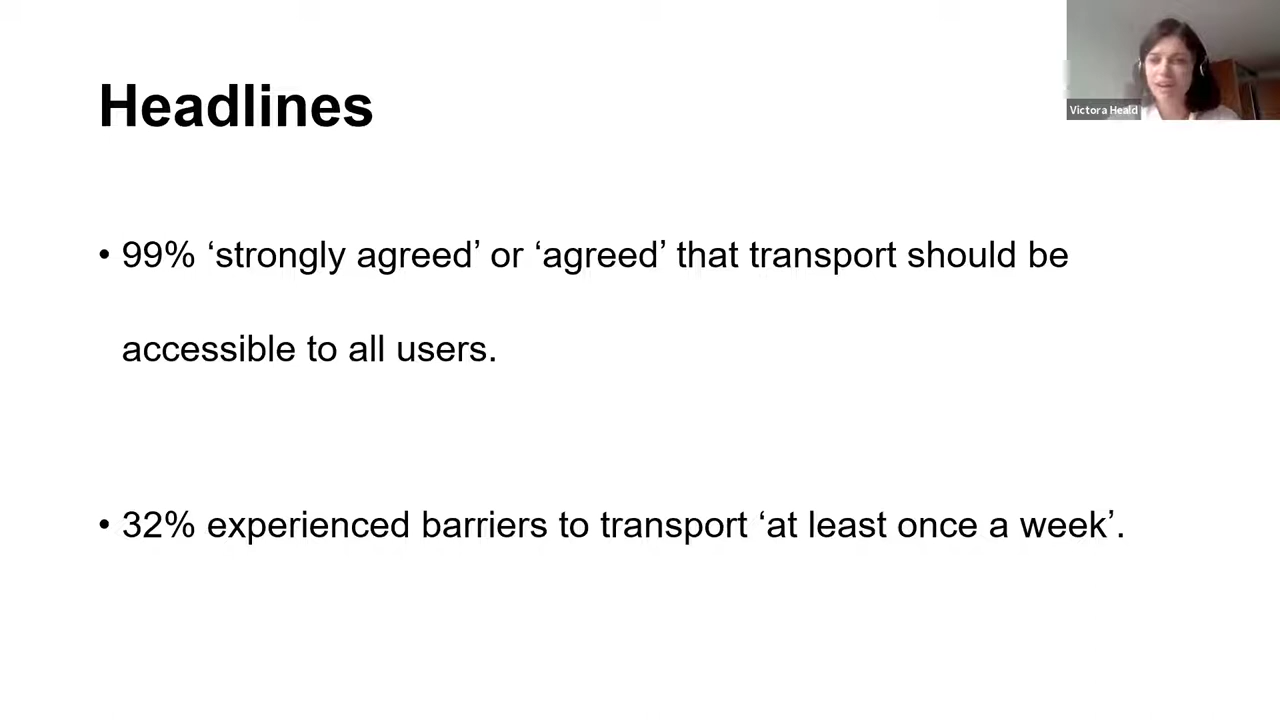 Headlines
Victora Heald
• 99% ‘strongly agreed’ or ‘agreed’ that transport should be
accessible to all users.
• 32% experienced barriers to transport ‘at least once a week’.